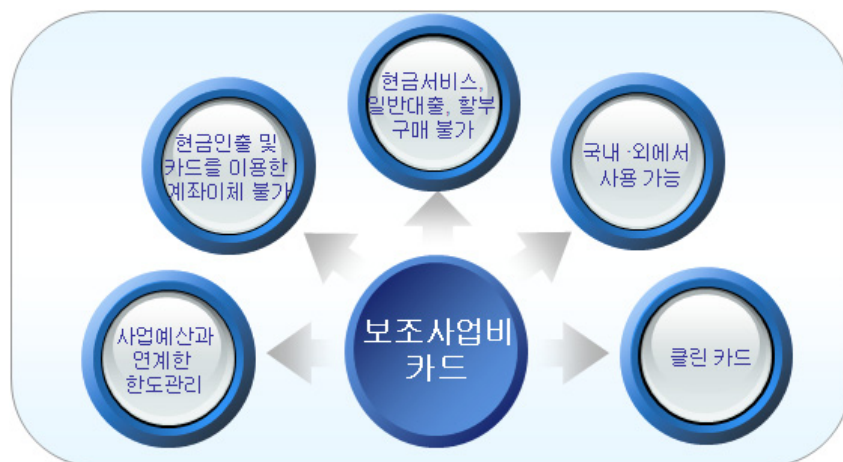 현금서비스,
일반대출, 할부
구매 불가
현금인출 및
카드를 이용한
계좌이체 불가
국내·외에서
사용 가능
사업예산과
연계한
한도관리
보조사업비
카드
클린 카드